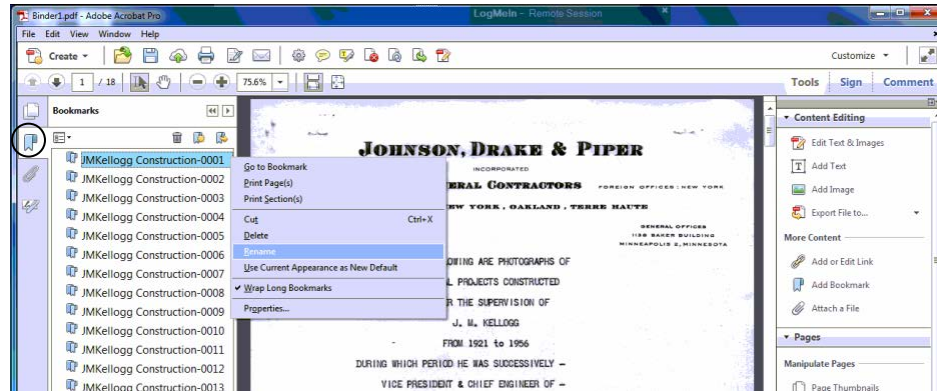 Binder1.pdf - Adobe Acrobat Pro
LogMeIn - Remote Session
File Edit View Window Help
Create
Customize
1 / 18
75.6%
Tools Sign Comment
Bookmarks
JMKellogg Construction-0001
JMKellogg Construction-0002
JMKellogg Construction-0003
JMKellogg Construction-0004
JMKellogg Construction-0005
JMKellogg Construction-0006
JMKellogg Construction-0007
JMKellogg Construction-0008
JMKellogg Construction-0009
JMKellogg Construction-0010
JMKellogg Construction-0011
JMKellogg Construction-0012
JMKellogg Construction-0013
Go to Bookmark
Print Page(s)
Print Section(s)
Cut Ctrl+X
Delete
Rename
Use Current Appearance as New Default
Wrap Long Bookmarks
Properties...
JOHNSON, DRAKE & PIPER
INCORPORATED
ERAL CONTRACTORS
FOREIGN OFFICES: NEW YORK
EW YORK, OAKLAND, TERRE HAUTE
GENERAL OFFICES
1136 BAKER BUILDING
MINNEAPOLIS 2, MINNESOTA
OWING ARE PHOTOGRAPHS OF
L PROJECTS CONSTRUCTED
R THE SUPERVISION OF
J. M. KELLOGG
FROM 1921 to 1956
DURING WHICH PERIOD HE WAS SUCCESSIVELY -
VICE PRESIDENT & CHIEF ENGINEER OF -
Content Editing
Edit Text & Images
Add Text
Add Image
Export File to...
More Content
Add or Edit Link
Add Bookmark
Attach a File
Pages
Manipulate Pages
Page Thumbnails